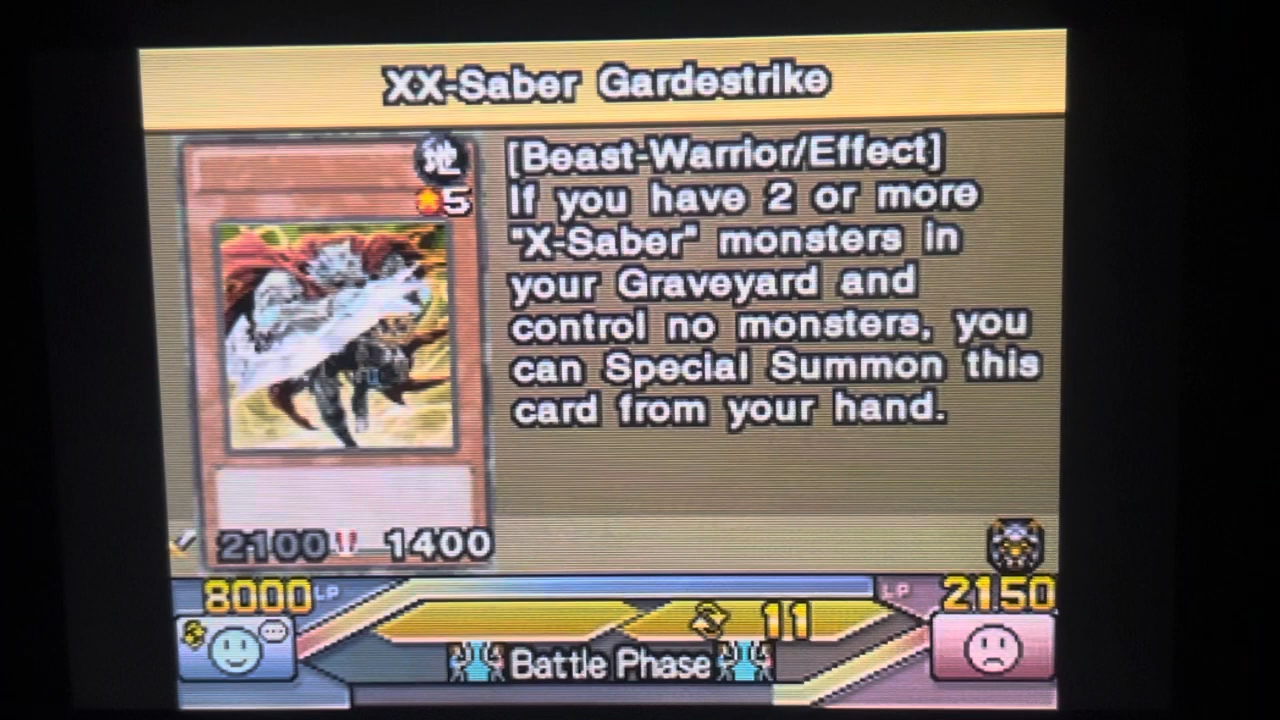 XX-Saber Gardestrike
地
5
[Beast-Warrior/Effect]
If you have 2 or more
"X-Saber" monsters in
your Graveyard and
control no monsters, you
can Special Summon this
card from your hand.
2100 1400
8000 LP
LP 2150
11
Battle Phase